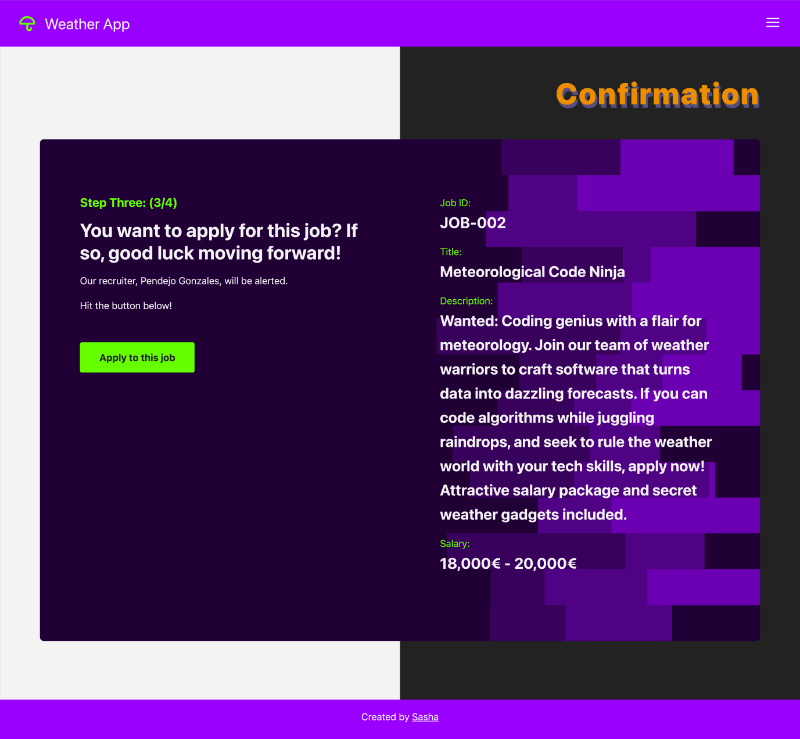 Weather App
Confirmation
Step Three: (3/4)
You want to apply for this job? If
so, good luck moving forward!
Our recruiter, Pendejo Gonzales, will be alerted.
Hit the button below!
Apply to this job
Job ID:
JOB-002
Title:
Meteorological Code Ninja
Description:
Wanted: Coding genius with a flair for
meteorology. Join our team of weather
warriors to craft software that turns
data into dazzling forecasts. If you can
code algorithms while juggling
raindrops, and seek to rule the weather
world with your tech skills, apply now!
Attractive salary package and secret
weather gadgets included.
Salary:
18,000€ - 20,000€
Created by Sasha